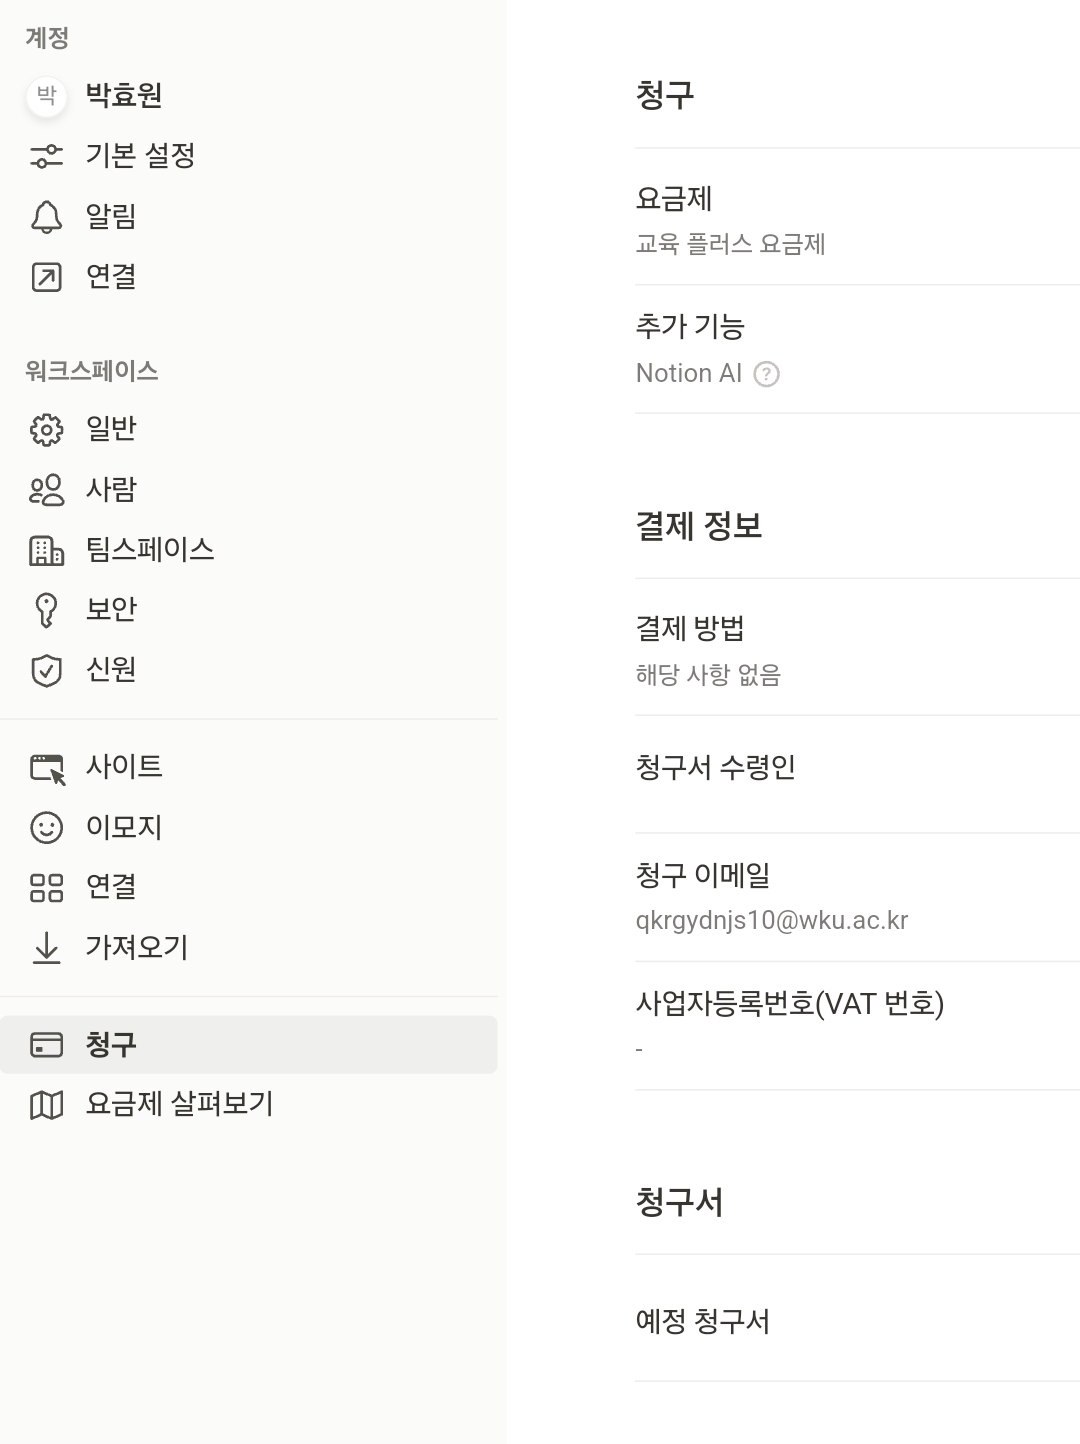 계정
박 박효원
기본 설정
알림
연결
워크스페이스
일반
사람
팀스페이스
보안
신원
사이트
이모지
연결
가져오기
청구
요금제 살펴보기
청구
요금제
교육 플러스 요금제
추가 기능
Notion AI ?
결제 정보
결제 방법
해당 사항 없음
청구서 수령인
청구 이메일
qkrgydnjs10@wku.ac.kr
사업자등록번호(VAT 번호)
-
청구서
예정 청구서